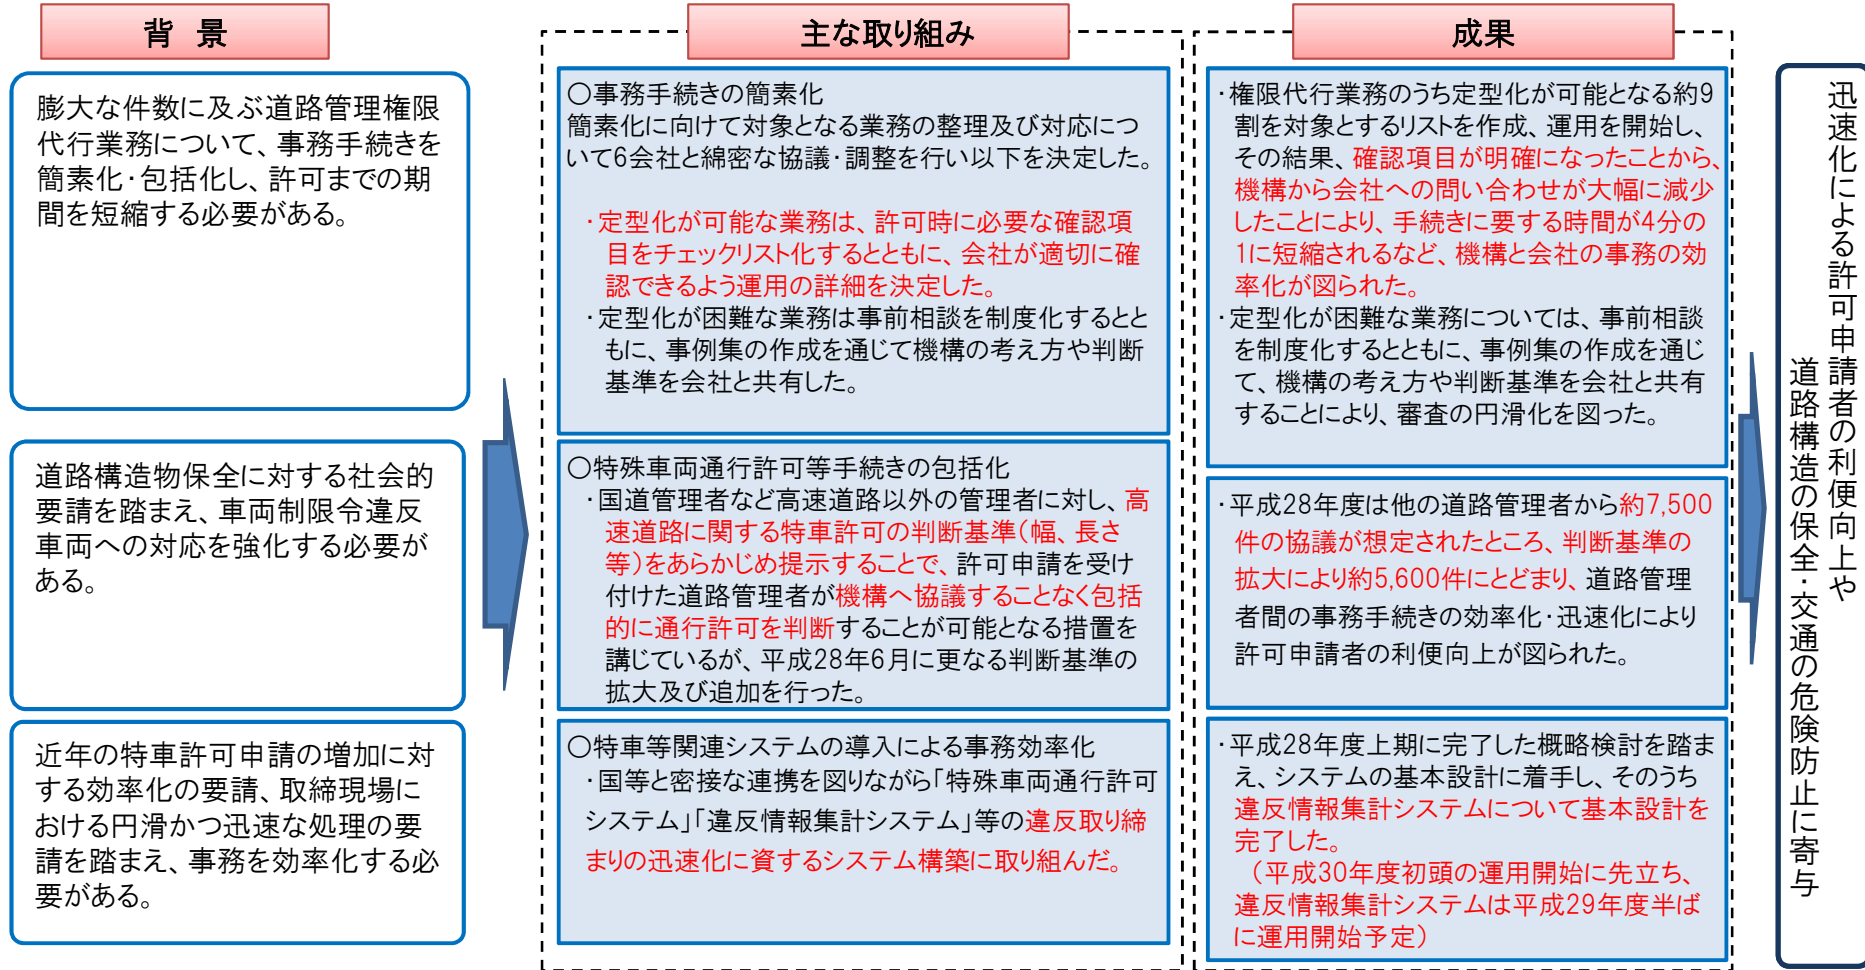 背 景
膨大な件数に及ぶ道路管理権限
代行業務について、事務手続きを
簡素化･包括化し、許可までの期
間を短縮する必要がある。
道路構造物保全に対する社会的
要請を踏まえ、車両制限令違反
車両への対応を強化する必要が
ある。
近年の特車許可申請の増加に対
する効率化の要請、取締現場に
おける円滑かつ迅速な処理の要
請を踏まえ、事務を効率化する必
要がある。
主な取り組み
○事務手続きの簡素化
簡素化に向けて対象となる業務の整理及び対応につ
いて6会社と綿密な協議･調整を行い以下を決定した。
･定型化が可能な業務は、許可時に必要な確認項
目をチェックリスト化するとともに、会社が適切に確
認できるよう運用の詳細を決定した。
･定型化が困難な業務は事前相談を制度化するとと
もに、事例集の作成を通じて機構の考え方や判断
基準を会社と共有した。
○特殊車両通行許可等手続きの包括化
･国道管理者など高速道路以外の管理者に対し、高
速道路に関する特車許可の判断基準(幅、長さ
等)をあらかじめ提示することで、許可申請を受け
付けた道路管理者が機構へ協議することなく包括
的に通行許可を判断することが可能となる措置を
講じているが、平成28年6月に更なる判断基準の
拡大及び追加を行った。
○特車等関連システムの導入による事務効率化
･国等と密接な連携を図りながら｢特殊車両通行許可
システム｣｢違反情報集計システム｣等の違反取り締
まりの迅速化に資するシステム構築に取り組んだ。
成果
･権限代行業務のうち定型化が可能となる約9
割を対象とするリストを作成、運用を開始し、
その結果、確認項目が明確になったことから、
機構から会社への問い合わせが大幅に減少
したことにより、手続きに要する時間が4分の
1に短縮されるなど、機構と会社の事務の効
率化が図られた。
･定型化が困難な業務については、事前相談
を制度化するとともに、事例集の作成を通じ
て、機構の考え方や判断基準を会社と共有
することにより、審査の円滑化を図った。
･平成28年度は他の道路管理者から約7,500
件の協議が想定されたところ、判断基準の
拡大により約5,600件にとどまり、道路管理
者間の事務手続きの効率化･迅速化により
許可申請者の利便向上が図られた。
･平成28年度上期に完了した概略検討を踏ま
え、システムの基本設計に着手し、そのうち
違反情報集計システムについて基本設計を
完了した。
(平成30年度初頭の運用開始に先立ち、
違反情報集計システムは平成29年度半ば
に運用開始予定)
迅速化による許可申請者の利便向上や
道路構造の保全･交通の危険防止に寄与